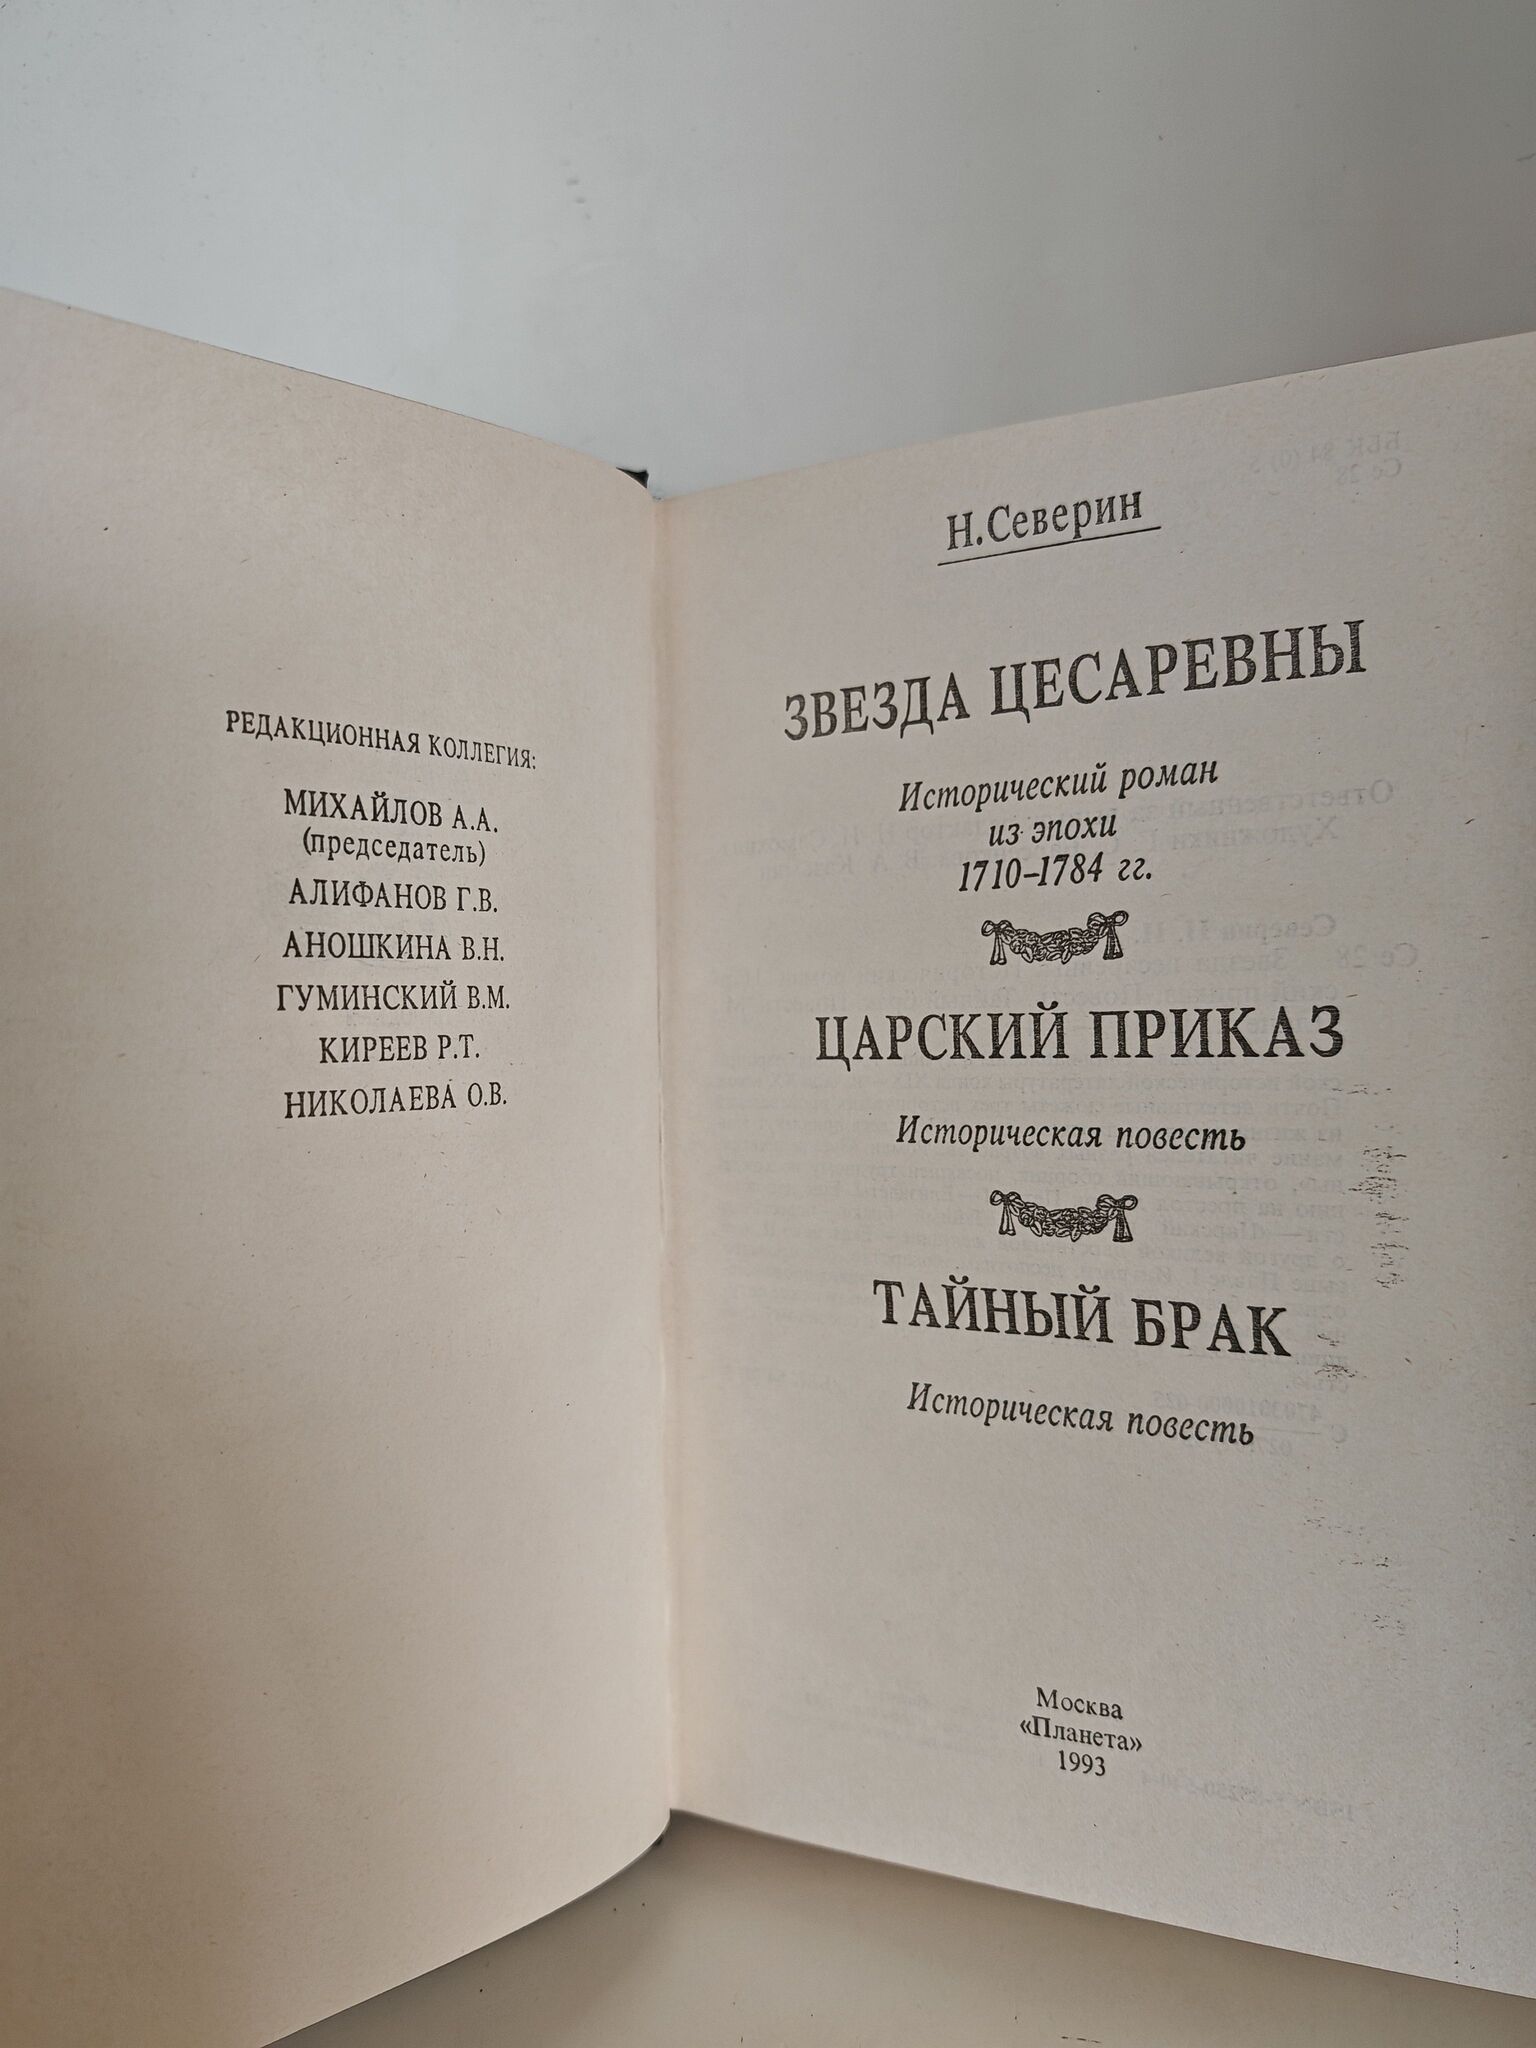 РЕДАКЦИОННАЯ КОЛЛЕГИЯ:
МИХАЙЛОВ А.А.
(председатель)
АЛИФАНОВ Г.В.
АНОШКИНА В.Н.
ГУМИНСКИЙ В.М.
КИРЕЕВ Р.Т.
НИКОЛАЕВА О.В.
Н.Северин
ЗВЕЗДА ЦЕСАРЕВНЫ
Исторический роман
из эпохи
1710–1784 гг.
ЦАРСКИЙ ПРИКАЗ
Историческая повесть
ТАЙНЫЙ БРАК
Историческая повесть
Москва
«Планета»
1993